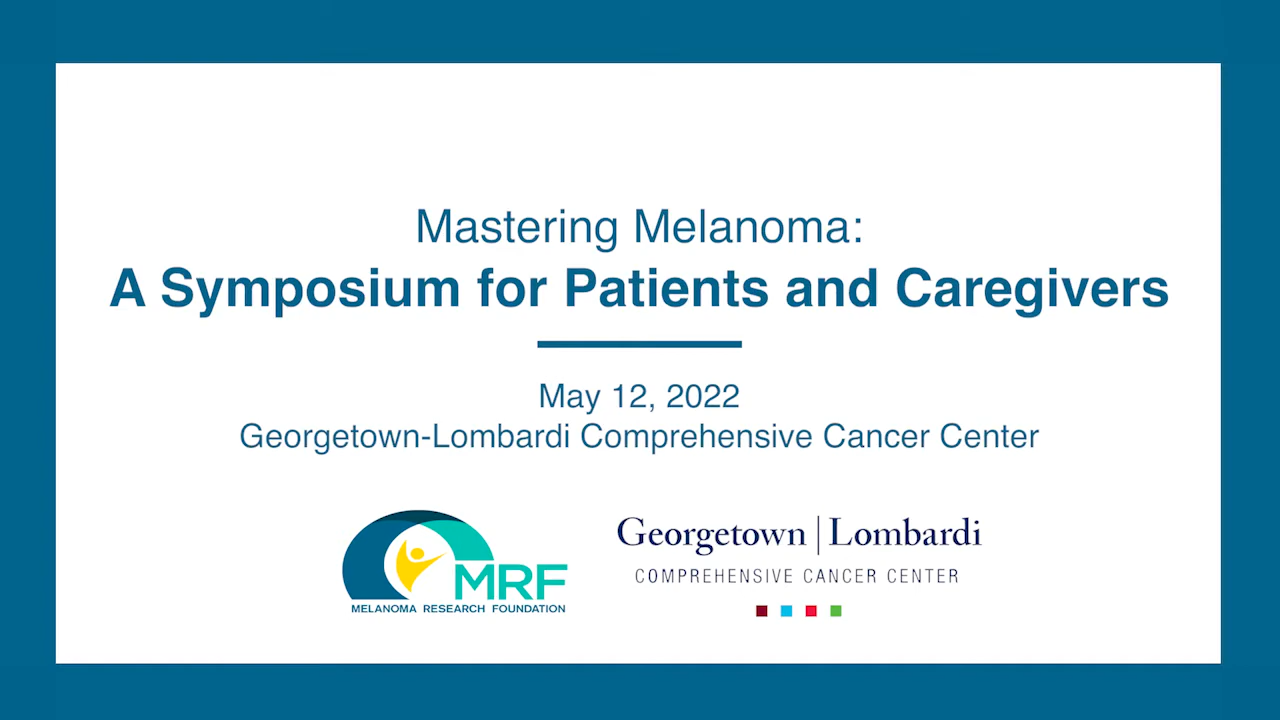 Mastering Melanoma:
A Symposium for Patients and Caregivers
May 12, 2022
Georgetown-Lombardi Comprehensive Cancer Center
MRF
MELANOMA RESEARCH FOUNDATION
Georgetown | Lombardi
COMPREHENSIVE CANCER CENTER